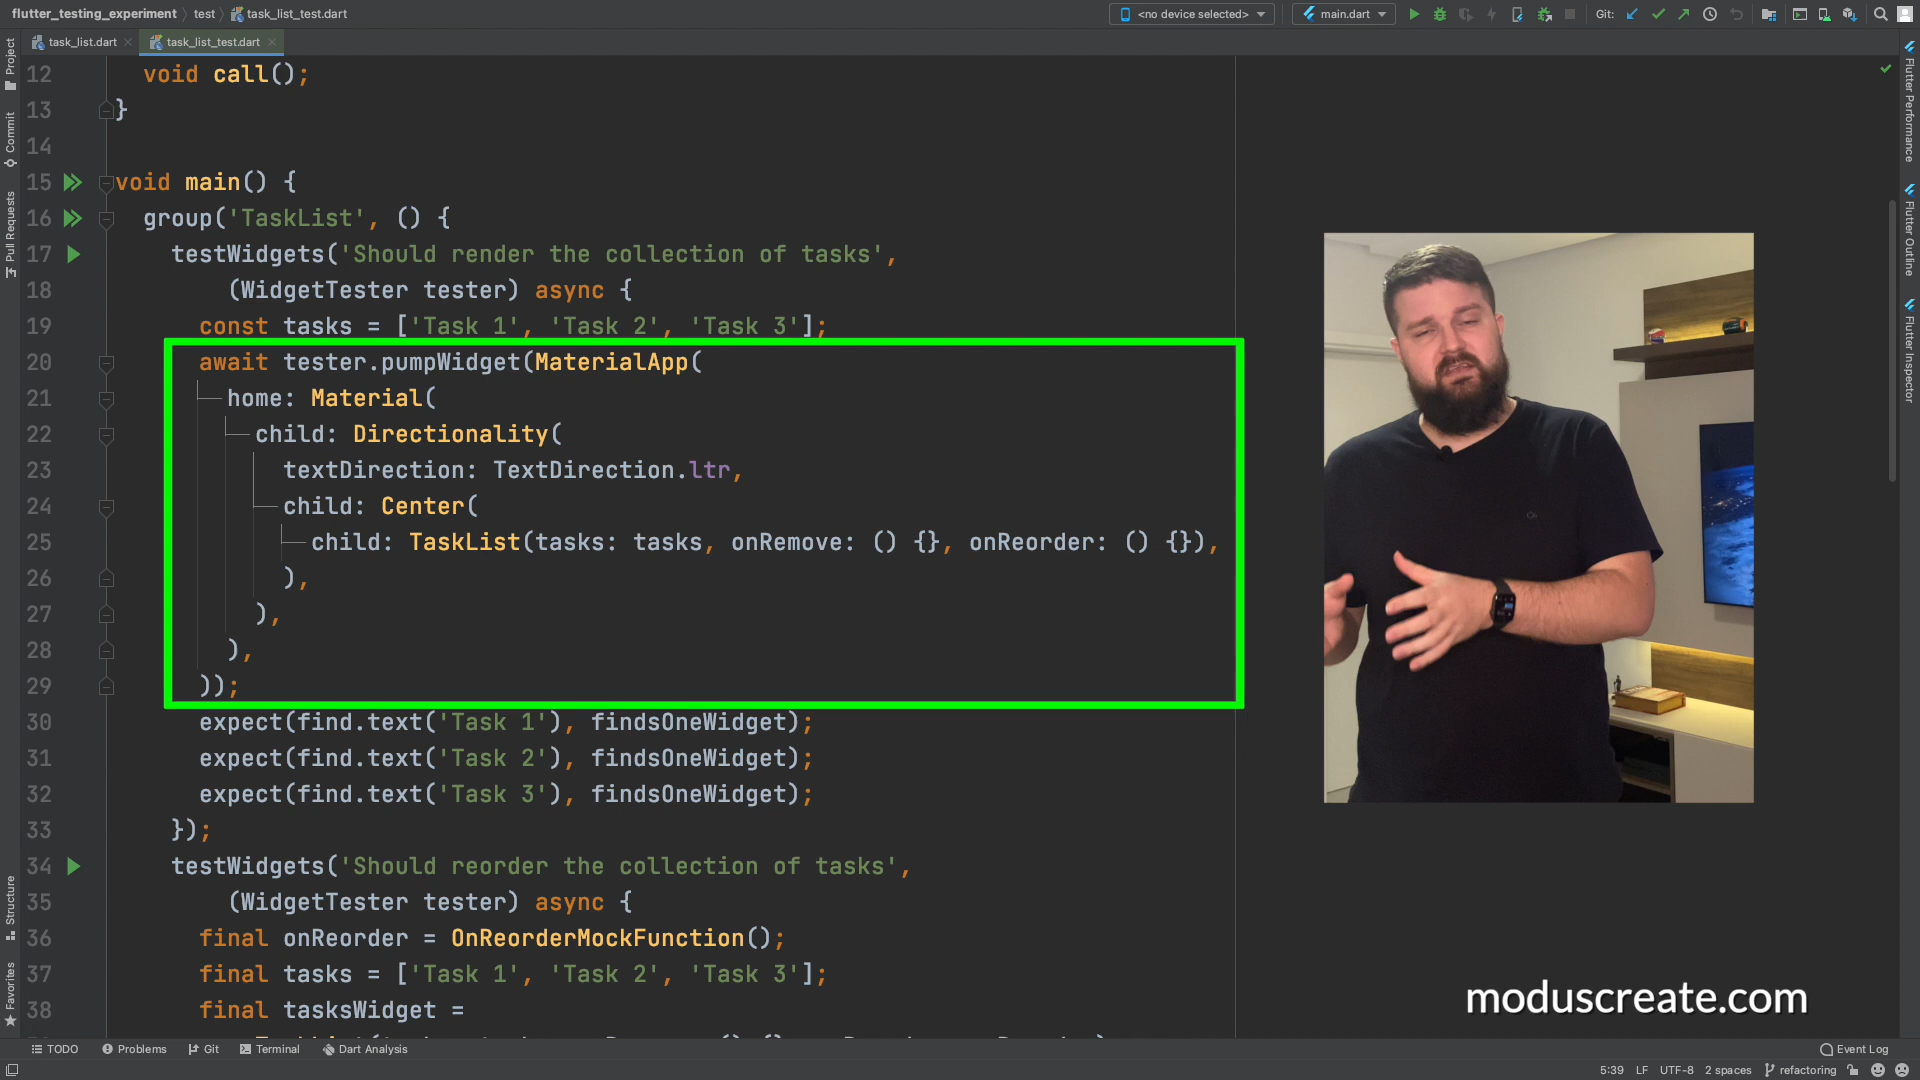 flutter_testing_experiment test task_list_test.dart
<no device selected> main.dart Git:
task_list.dart task_list_test.dart
Project
Commit
Pull Requests
Structure
Favorites
Flutter Performance
Flutter Outline
Flutter Inspector
12 void call();
13 }
14
15 void main() {
16 group('TaskList', () {
17 testWidgets('Should render the collection of tasks',
18 (WidgetTester tester) async {
19 const tasks = ['Task 1', 'Task 2', 'Task 3'];
20 await tester.pumpWidget(MaterialApp(
21 home: Material(
22 child: Directionality(
23 textDirection: TextDirection.ltr,
24 child: Center(
25 child: TaskList(tasks: tasks, onRemove: () {}, onReorder: () {}),
26 ),
27 ),
28 ),
29 ));
30 expect(find.text('Task 1'), findsOneWidget);
31 expect(find.text('Task 2'), findsOneWidget);
32 expect(find.text('Task 3'), findsOneWidget);
33 });
34 testWidgets('Should reorder the collection of tasks',
35 (WidgetTester tester) async {
36 final onReorder = OnReorderMockFunction();
37 final tasks = ['Task 1', 'Task 2', 'Task 3'];
38 final tasksWidget =
moduscreate.com
TODO Problems Git Terminal Dart Analysis Event Log
5:39 LF UTF-8 2 spaces refactoring